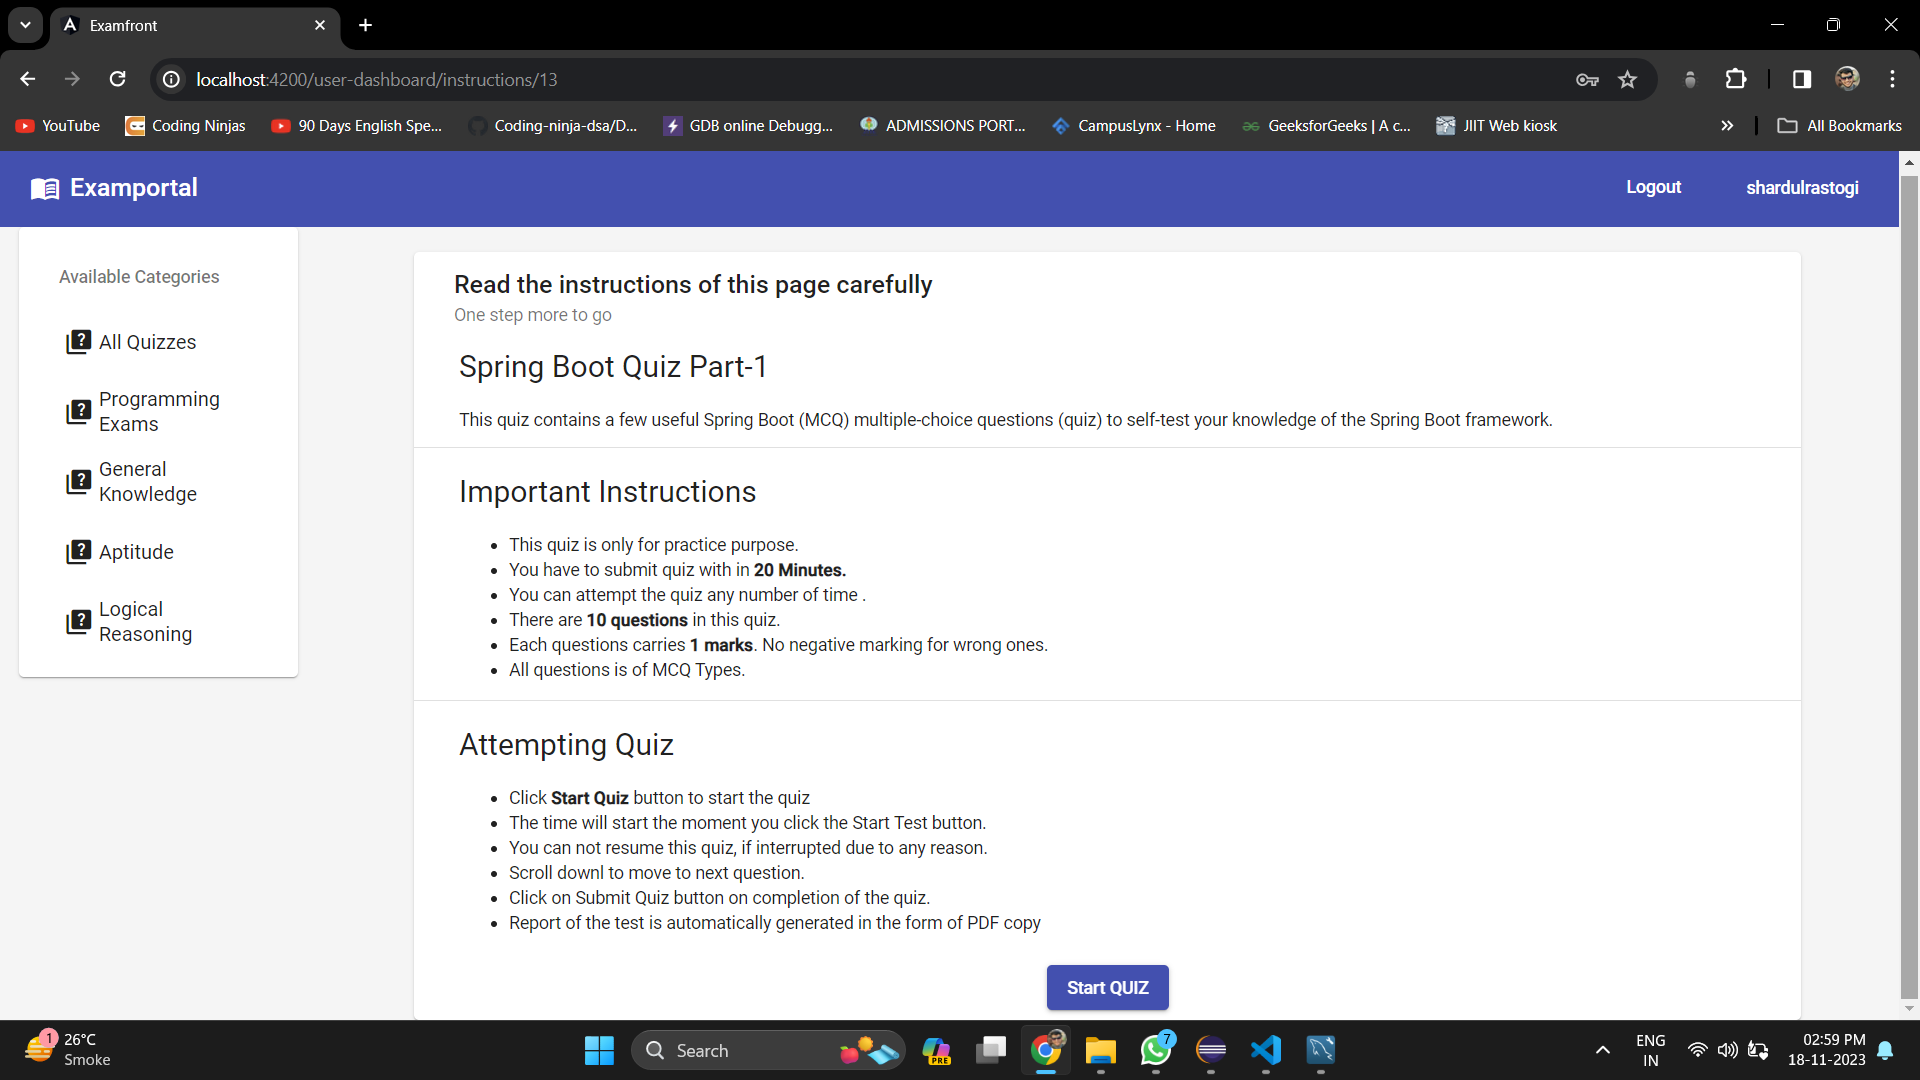 Examfront
localhost:4200/user-dashboard/instructions/13
YouTube
Coding Ninjas
90 Days English Spe...
Coding-ninja-dsa/D...
GDB online Debugg...
ADMISSIONS PORT...
CampusLynx - Home
GeeksforGeeks | A c...
JIIT Web kiosk
All Bookmarks
Examportal
Logout
shardulrastogi
Available Categories
All Quizzes
Programming
Exams
General
Knowledge
Aptitude
Logical
Reasoning
Read the instructions of this page carefully
One step more to go
Spring Boot Quiz Part-1
This quiz contains a few useful Spring Boot (MCQ) multiple-choice questions (quiz) to self-test your knowledge of the Spring Boot framework.
Important Instructions
This quiz is only for practice purpose.
You have to submit quiz with in 20 Minutes.
You can attempt the quiz any number of time .
There are 10 questions in this quiz.
Each questions carries 1 marks. No negative marking for wrong ones.
All questions is of MCQ Types.
Attempting Quiz
Click Start Quiz button to start the quiz
The time will start the moment you click the Start Test button.
You can not resume this quiz, if interrupted due to any reason.
Scroll downl to move to next question.
Click on Submit Quiz button on completion of the quiz.
Report of the test is automatically generated in the form of PDF copy
Start QUIZ
1
26°C
Smoke
Search
PRE
7
ENG
IN
02:59 PM
18-11-2023